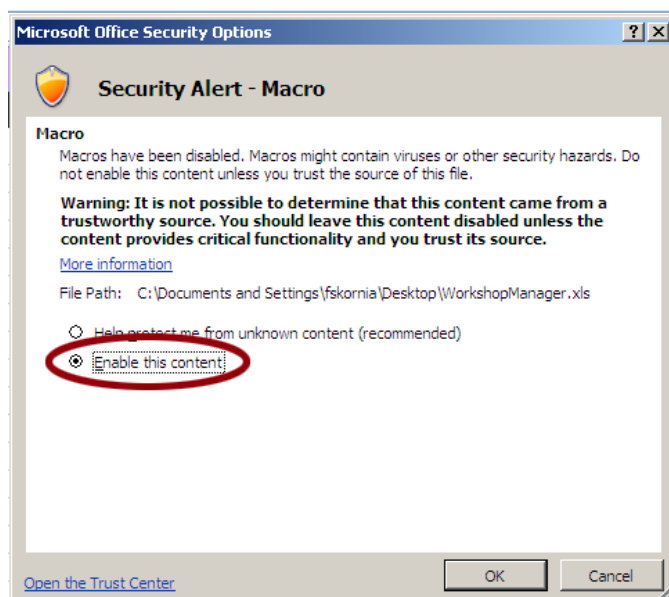 Microsoft Office Security Options
Security Alert - Macro
Macro
Macros have been disabled. Macros might contain viruses or other security hazards. Do
not enable this content unless you trust the source of this file.
Warning: It is not possible to determine that this content came from a
trustworthy source. You should leave this content disabled unless the
content provides critical functionality and you trust its source.
More information
File Path: C:\Documents and Settings\fskornia\Desktop\WorkshopManager.xls
Help protect me from unknown content (recommended)
Enable this content
Open the Trust Center
OK Cancel